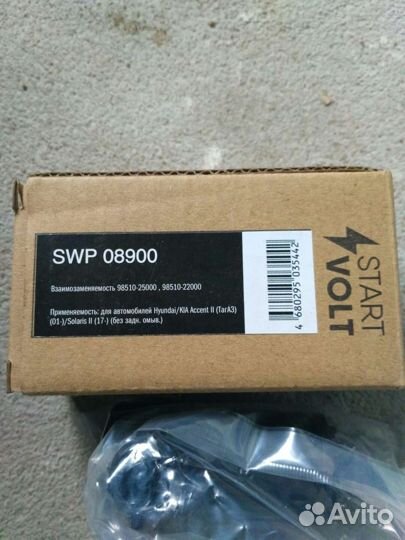 SWP 08900
Взаимозаменяемость 98510-25000 , 98510-22000
Применяемость: для автомобилей Hyundai/KIA Accent II (ТагАЗ)
(01-)/Solaris II (17-) (без задн. омыв.)
4 680295 035442
START
VOLT
Avito